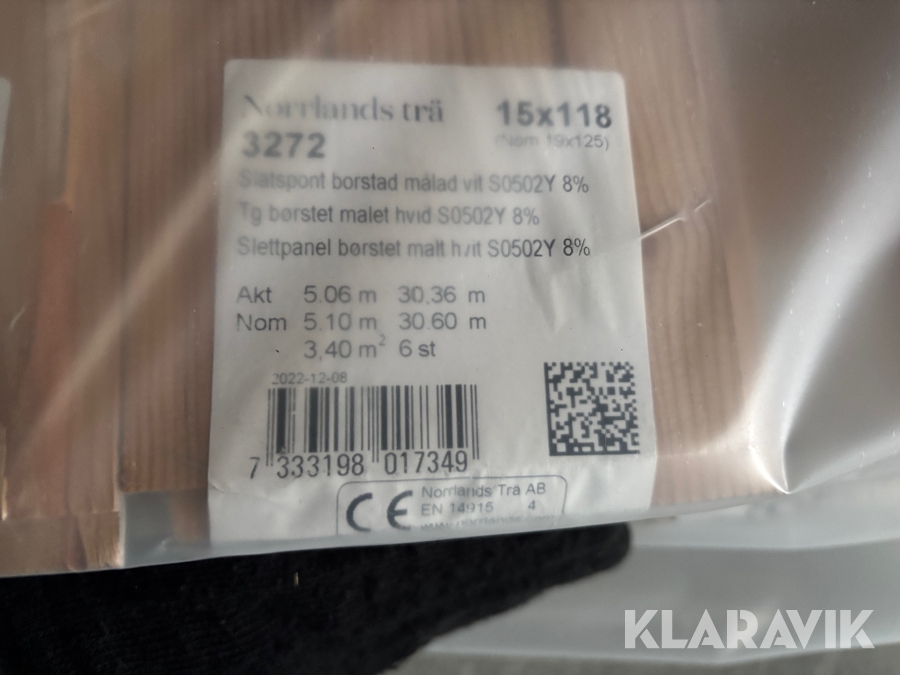 Norrlands trä
15x118
3272
(Nom 19x125)
Slätspont borstad målad vit S0502Y 8%
Tg børstet malet hvid S0502Y 8%
Slettpanel børstet malt hvit S0502Y 8%
Akt 5.06 m 30.36 m
Nom 5.10 m 30.60 m
3,40 m² 6 st
2022-12-08
7 333198 017349
CE
Norrlands Trä AB
EN 14915 4
KLARAVIK